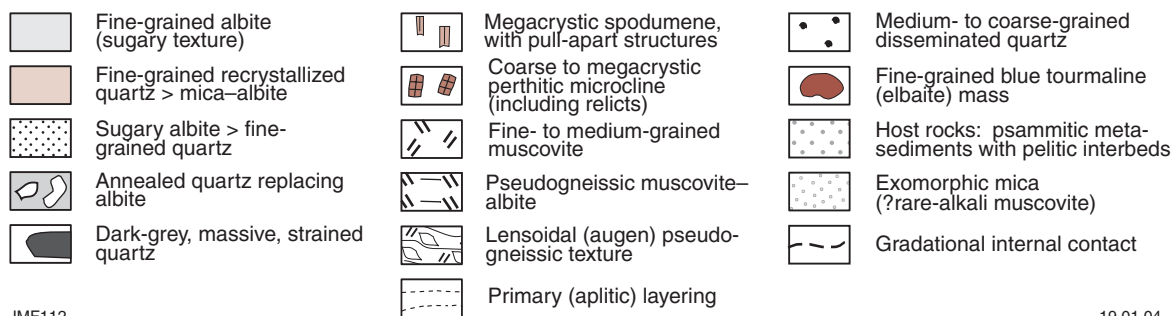 Fine-grained albite
(sugary texture)
Fine-grained recrystallized
quartz > mica–albite
Sugary albite > fine-
grained quartz
Annealed quartz replacing
albite
Dark-grey, massive, strained
quartz
Megacrystic spodumene,
with pull-apart structures
Coarse to megacrystic
perthitic microcline
(including relicts)
Fine- to medium-grained
muscovite
Pseudogneissic muscovite–
albite
Lensoidal (augen) pseudo-
gneissic texture
Primary (aplitic) layering
Medium- to coarse-grained
disseminated quartz
Fine-grained blue tourmaline
(elbaite) mass
Host rocks: psammitic meta-
sediments with pelitic interbeds
Exomorphic mica
(?rare-alkali muscovite)
Gradational internal contact